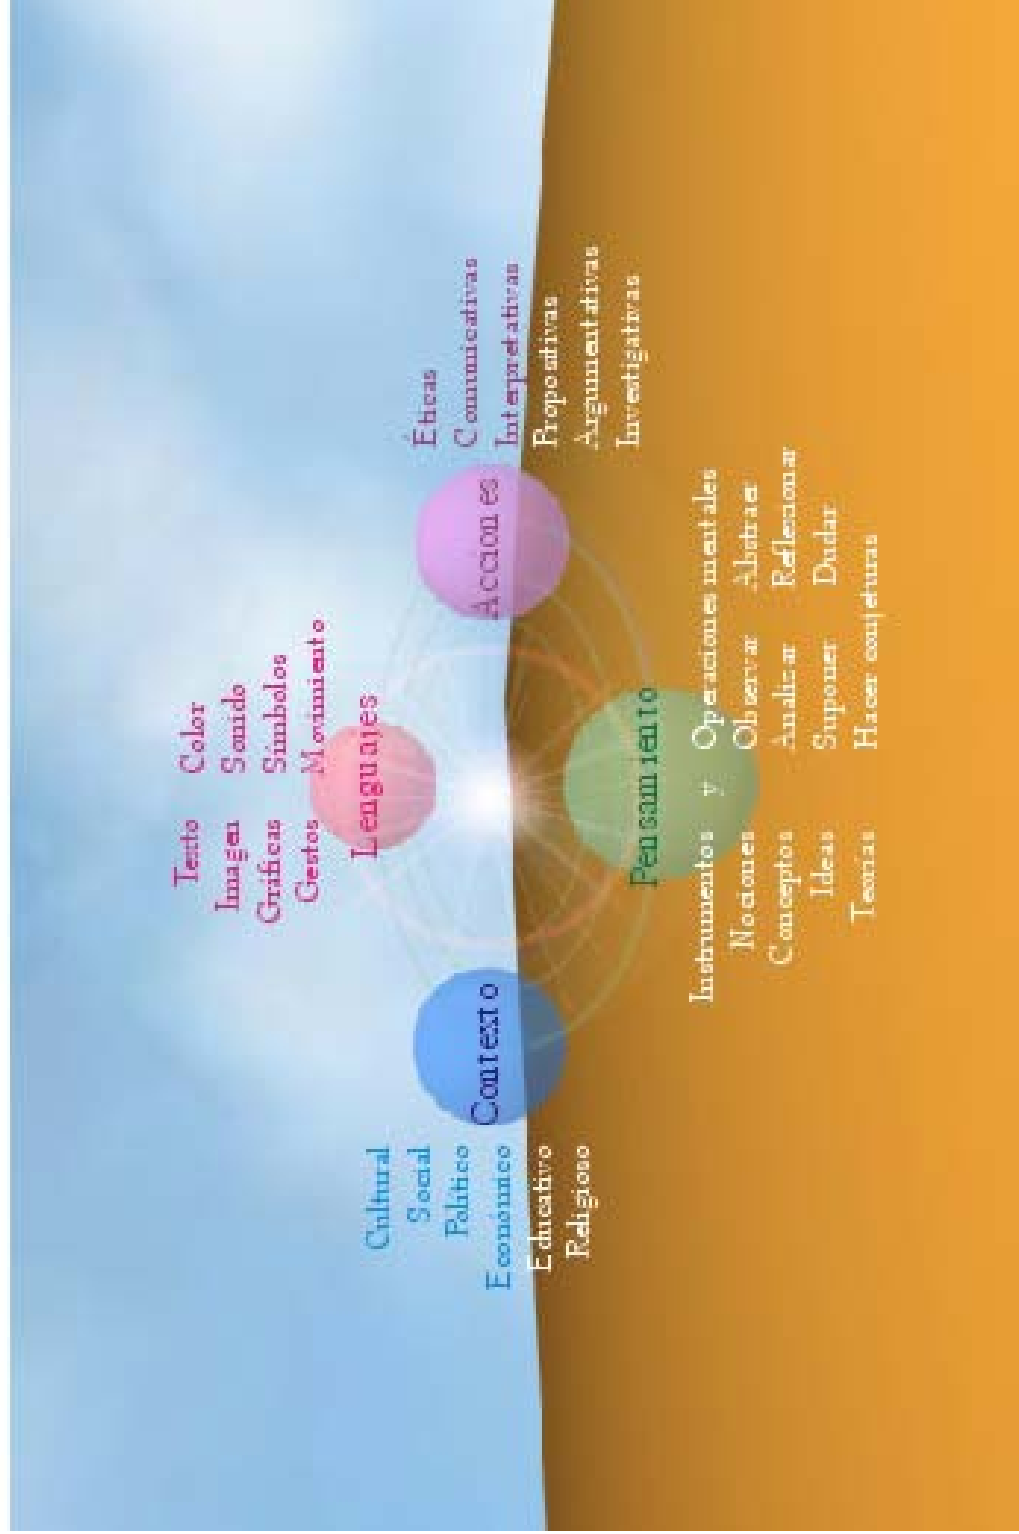 Texto Color
Imagen Sonido
Gráficas Símbolos
Gestos Movimiento
Lenguajes
Cultural
Social
Político
Económico
Educativo
Religioso
Contexto
Acciones
Éticas
Comunicativas
Interpretativas
Propositivas
Argumentativas
Investigativas
Pensamiento
Instrumentos y Operaciones mentales
Nociones Observar Abstraer
Conceptos Analizar Reflexionar
Ideas Suponer Dudar
Teorías Hacer conjeturas